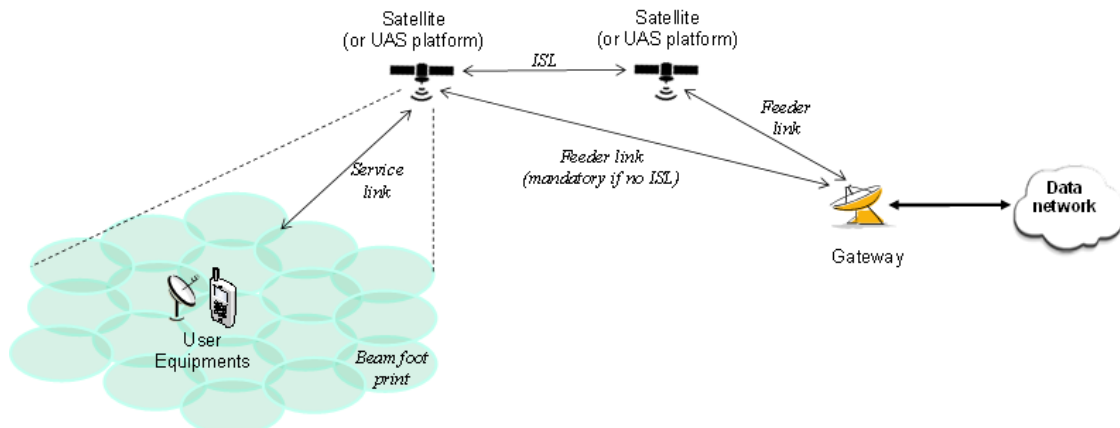 Satellite
(or UAS platform)
Satellite
(or UAS platform)
ISL
Feeder
link
Feeder link
(mandatory if no ISL)
Service
link
Data
network
Gateway
User
Equipments
Beam foot
print